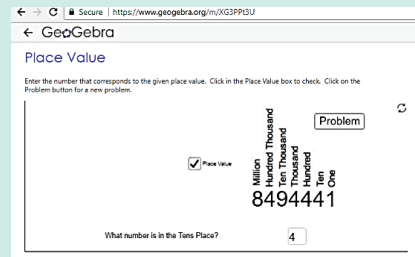 Secure | https://www.geogebra.org/m/XG3PPt3U
GeoGebra
Place Value
Enter the number that corresponds to the given place value. Click in the Place Value box to check. Click on the
Problem button for a new problem.
Problem
Place Value
Million
Hundred Thousand
Ten Thousand
Thousand
Hundred
Ten
One
8494441
What number is in the Tens Place?
4